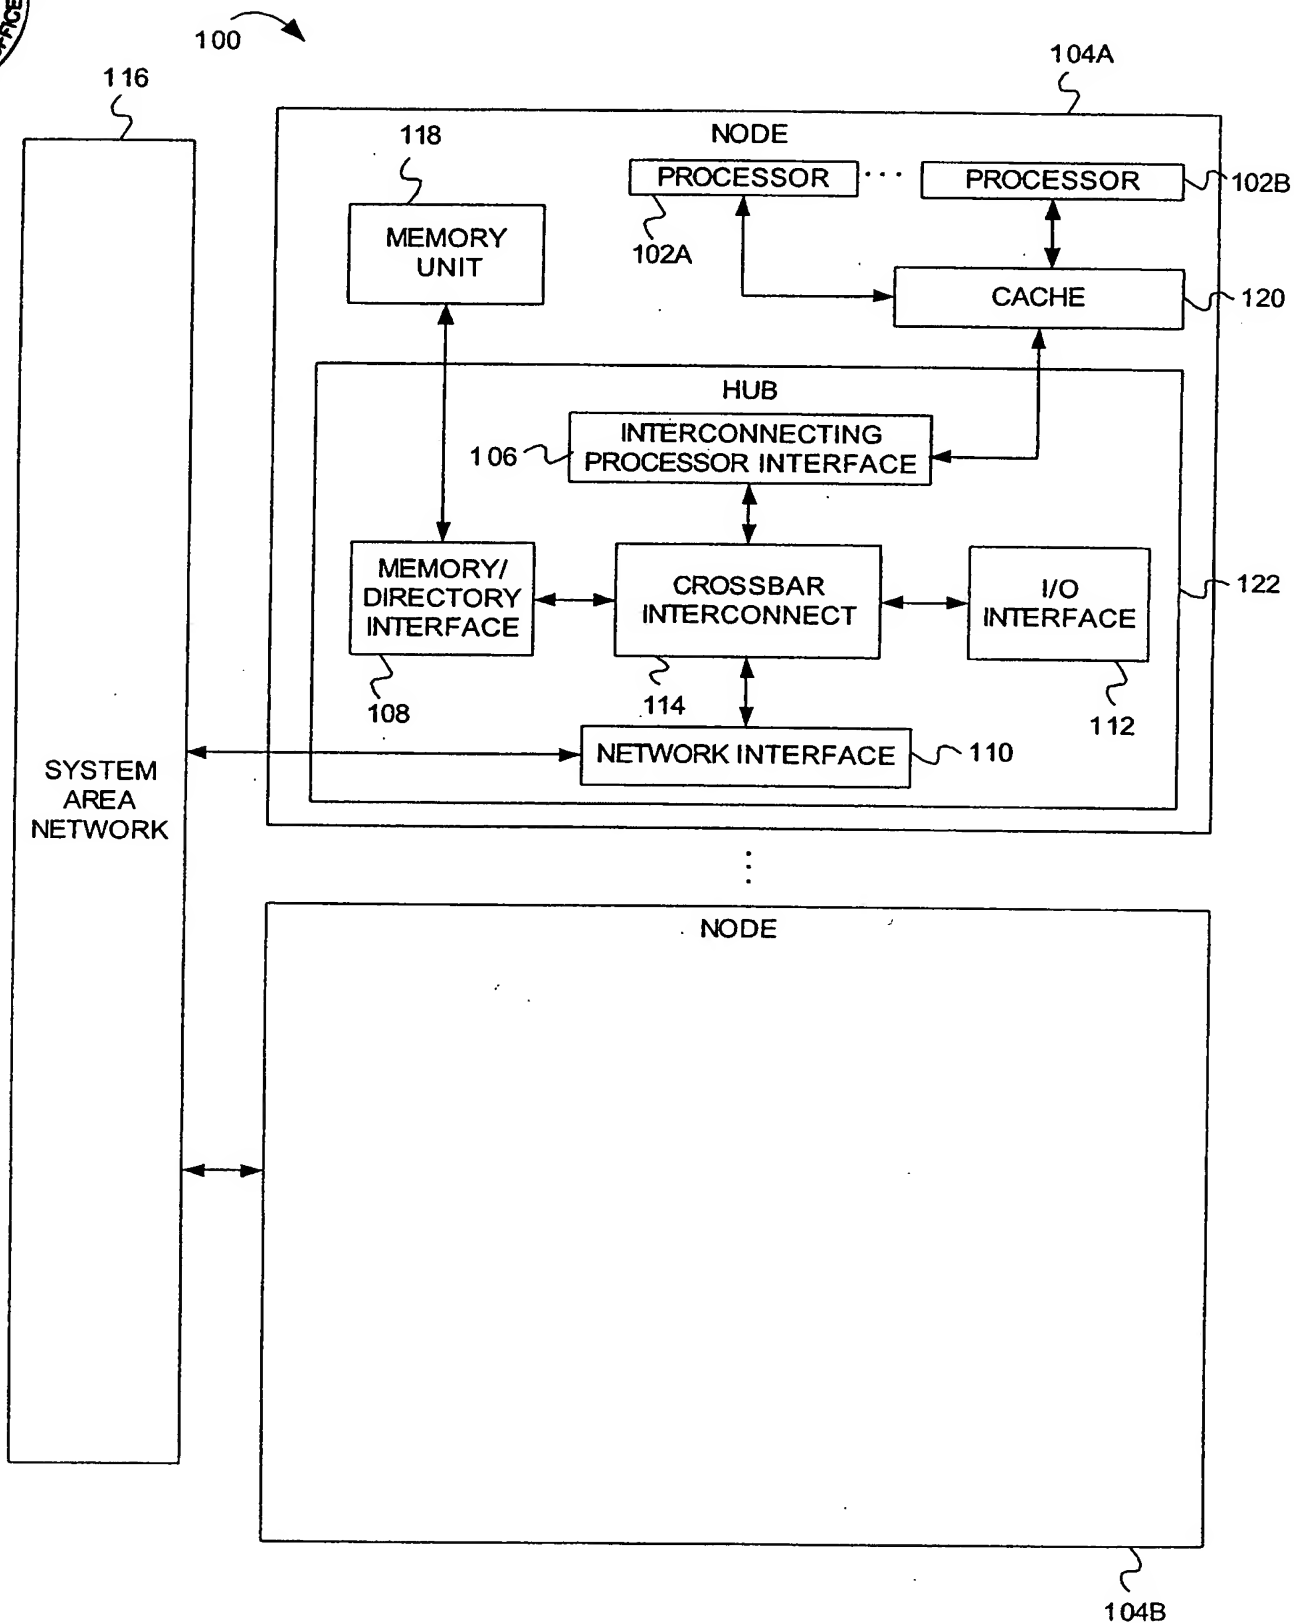 OFFICE
100
116
104A
NODE
118
PROCESSOR
...
PROCESSOR
102B
102A
MEMORY
UNIT
CACHE
120
HUB
INTERCONNECTING
PROCESSOR INTERFACE
106
MEMORY/
DIRECTORY
INTERFACE
CROSSBAR
INTERCONNECT
I/O
INTERFACE
122
108
114
112
NETWORK INTERFACE
110
SYSTEM
AREA
NETWORK
NODE
104B